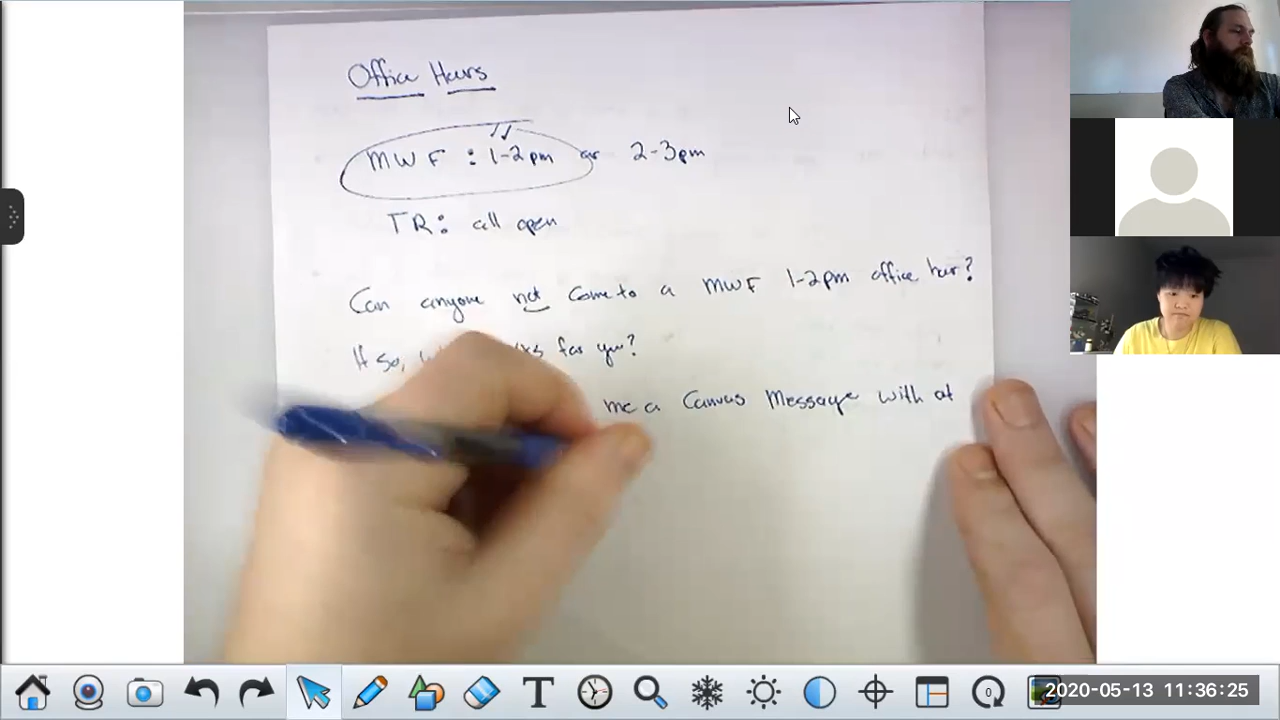 Office Hours
MWF : 1-2pm or 2-3pm
TR: all open
Can anyone not come to a MWF 1-2pm office hour?
If so, for you?
me a Canvas Message with at
T
0
2020-05-13 11:36:25